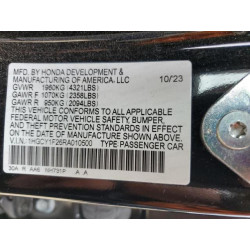 MFD. BY HONDA DEVELOPMENT & 10/23
MANUFACTURING OF AMERICA, LLC
GVWR 1960KG(4321LBS)
GAWR F 1070KG(2358LBS)
GAWR R 950KG(2094LBS)
THIS VEHICLE CONFORMS TO ALL APPLICABLE
FEDERAL MOTOR VEHICLE SAFETY, BUMPER,
AND THEFT PREVENTION STANDARDS IN EFFECT
ON THE DATE OF MANUFACTURE SHOWN ABOVE.
V.I.N.: 1HGCY1F26RA010500 TYPE PASSENGER CAR
A A